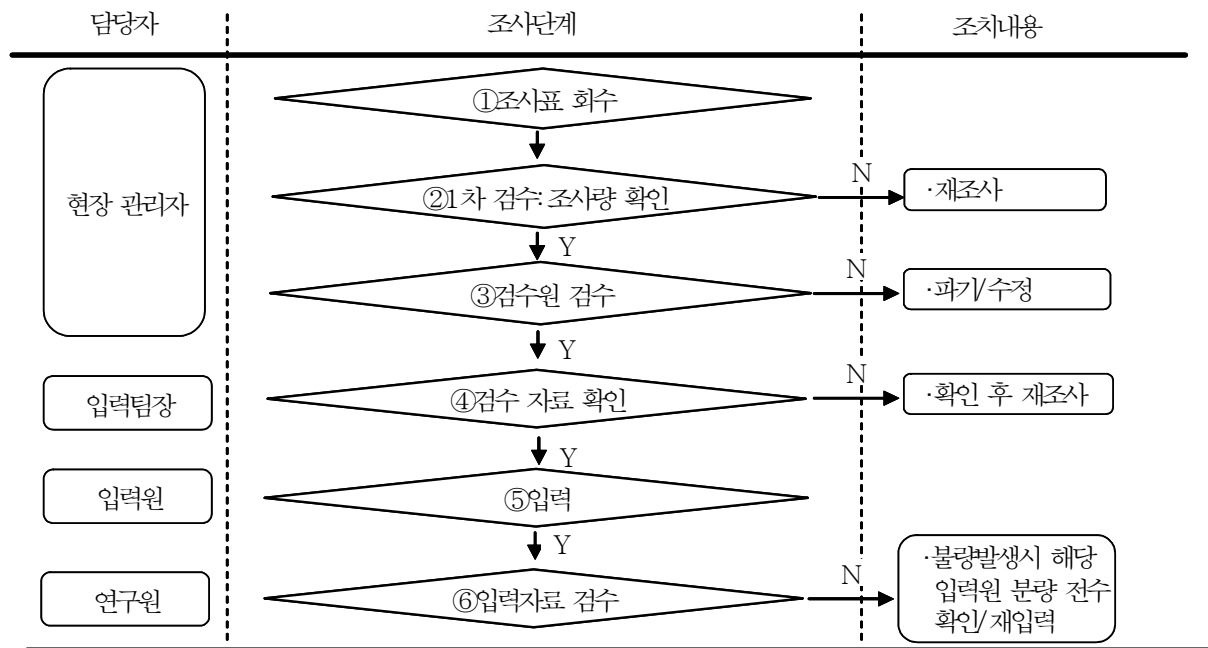 담당자 조사단계 조치내용
①조사표 회수
현장 관리자
②1차 검수: 조사량 확인
N
·재조사
Y
③검수원 검수
N
·파기/수정
Y
입력팀장
④검수 자료 확인
N
·확인 후 재조사
Y
입력원
⑤입력
Y
연구원
⑥입력자료 검수
N
·불량발생시 해당
입력원 분량 전수
확인/재입력